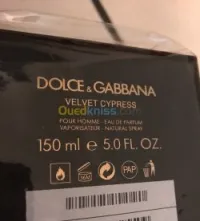 DOLCE & GABBANA
VELVET CYPRESS
Ouedkniss.com
POUR HOMME - EAU DE PARFUM
VAPORISATEUR - NATURAL SPRAY
150 ml e 5.0 FL. OZ.
PAP